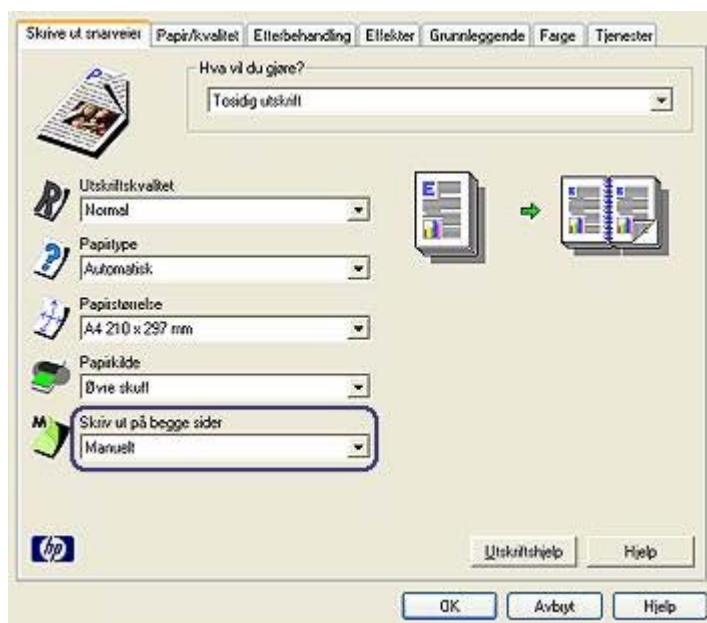 Skrive ut snarveier Papir/kvalitet Etterbehandling Effekter Grunnleggende Farge Tjenester
Hva vil du gjøre?
Tosidig utskrift
Utskriftskvalitet
Normal
Papirtype
Automatisk
Papirstørrelse
A4 210 x 297 mm
Papirkilde
Øvre skuff
Skriv ut på begge sider
Manuelt
hp
Utskriftshjelp Hjelp
OK Avbryt Hjelp